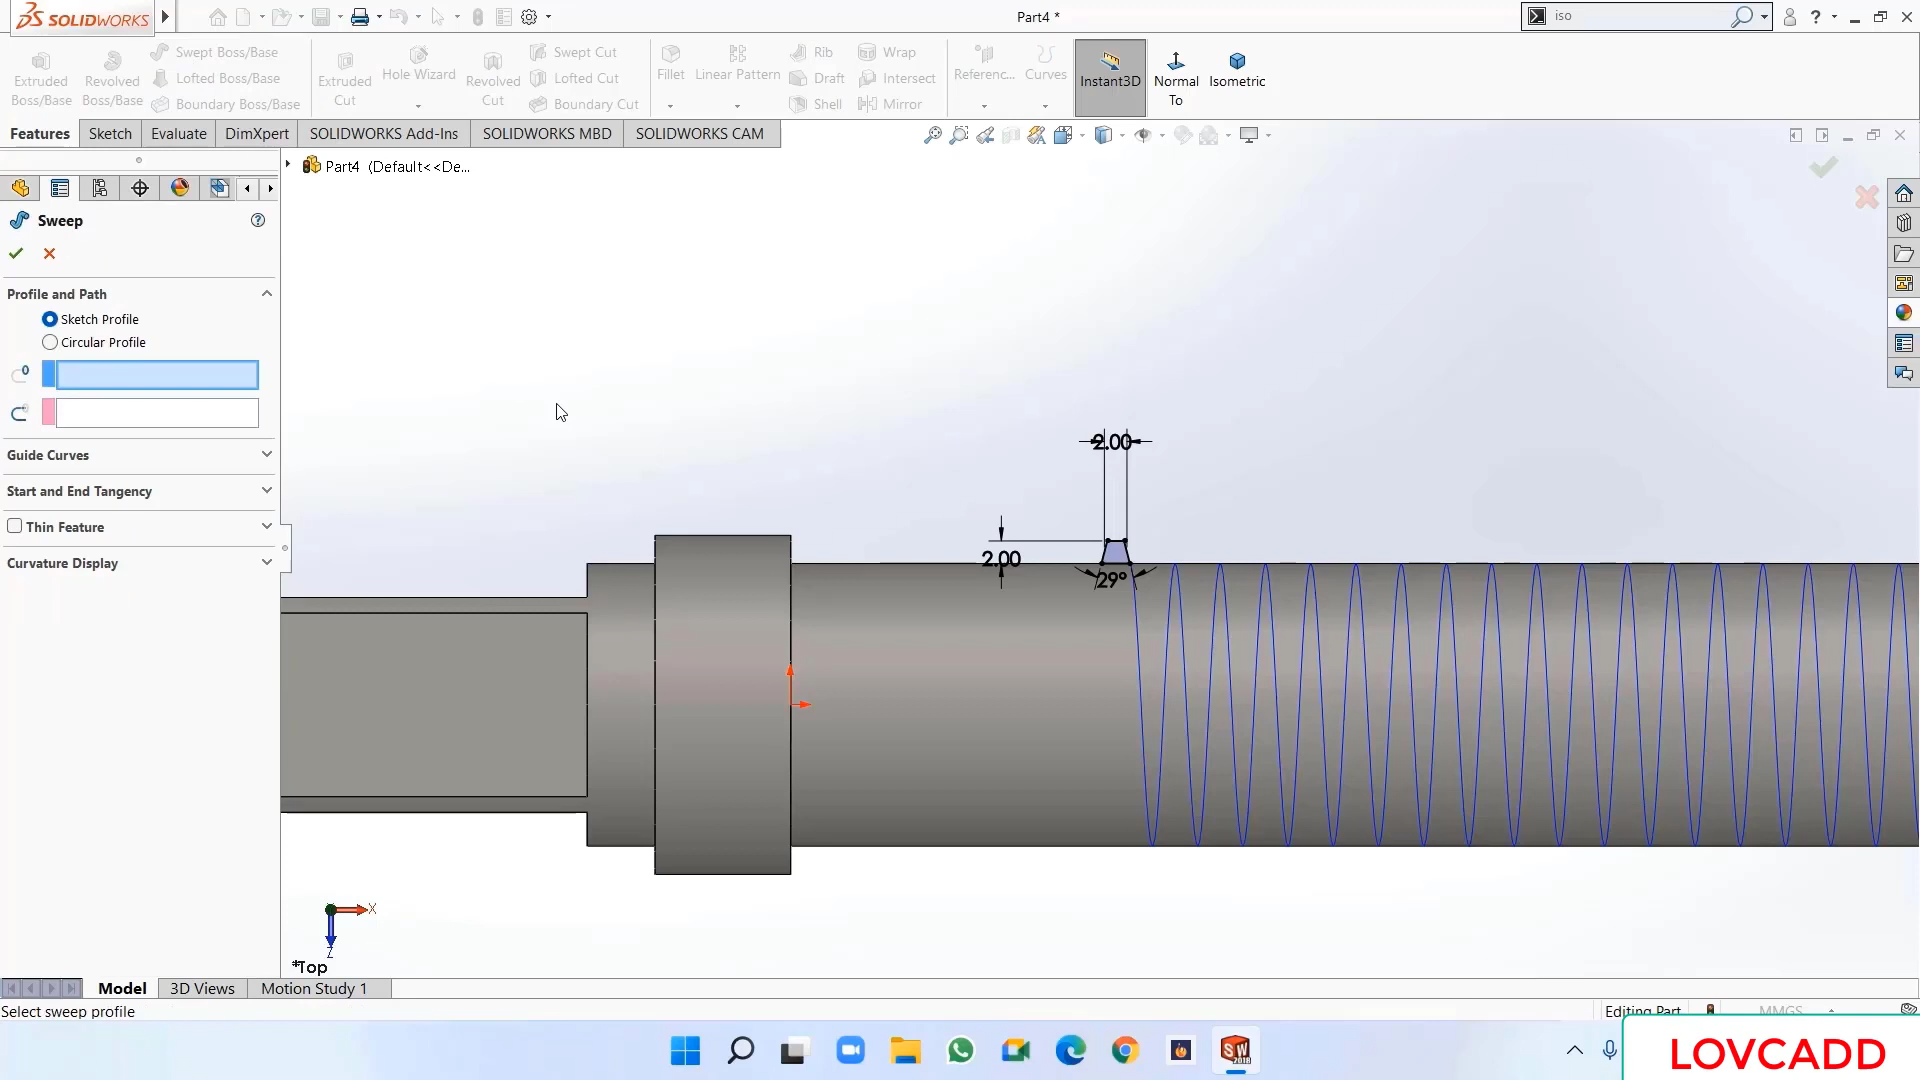 SOLIDWORKS
Part4 *
iso
Extruded Boss/Base
Revolved Boss/Base
Swept Boss/Base
Lofted Boss/Base
Boundary Boss/Base
Extruded Cut
Hole Wizard
Revolved Cut
Swept Cut
Lofted Cut
Boundary Cut
Fillet
Linear Pattern
Rib
Draft
Shell
Wrap
Intersect
Mirror
Referenc...
Curves
Instant3D
Normal To
Isometric
Features
Sketch
Evaluate
DimXpert
SOLIDWORKS Add-Ins
SOLIDWORKS MBD
SOLIDWORKS CAM
Part4 (Default<<De...
Sweep
Profile and Path
Sketch Profile
Circular Profile
Guide Curves
Start and End Tangency
Thin Feature
Curvature Display
2.00
2.00
29°
X
Z
*Top
Model
3D Views
Motion Study 1
Select sweep profile
Editing Part
MMGS
SW
2018
LOVCADD